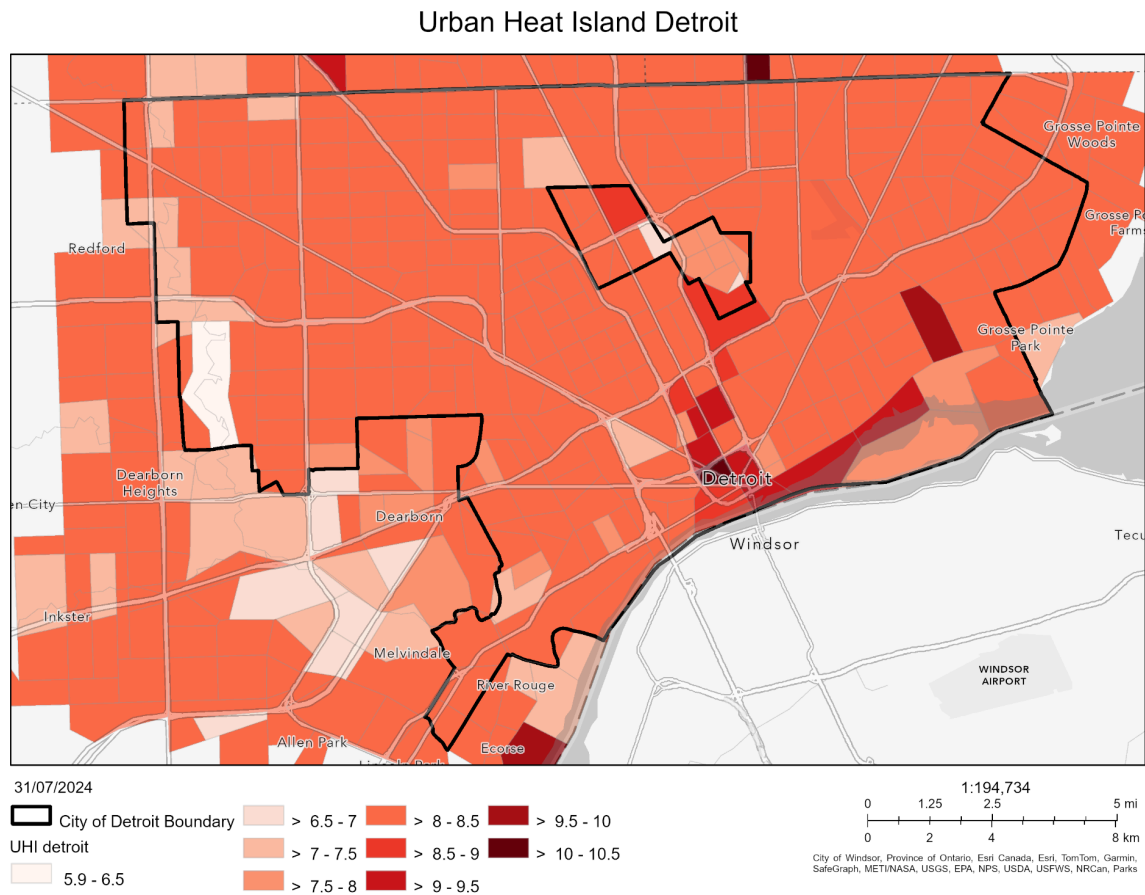 Urban Heat Island Detroit
Grosse Pointe
Woods
Grosse Po
Farms
Redford
Grosse Pointe
Park
Dearborn
Heights
Detroit
en City
Dearborn
Windsor
Tecu
Inkster
Melvindale
WINDSOR
AIRPORT
River Rouge
Allen Park
Ecorse
31/07/2024
City of Detroit Boundary
UHI detroit
5.9 - 6.5
> 6.5 - 7
> 7 - 7.5
> 7.5 - 8
> 8 - 8.5
> 8.5 - 9
> 9 - 9.5
> 9.5 - 10
> 10 - 10.5
1:194,734
0 1.25 2.5 5 mi
0 2 4 8 km
City of Windsor, Province of Ontario, Esri Canada, Esri, TomTom, Garmin,
SafeGraph, METI/NASA, USGS, EPA, NPS, USDA, USFWS, NRCan, Parks